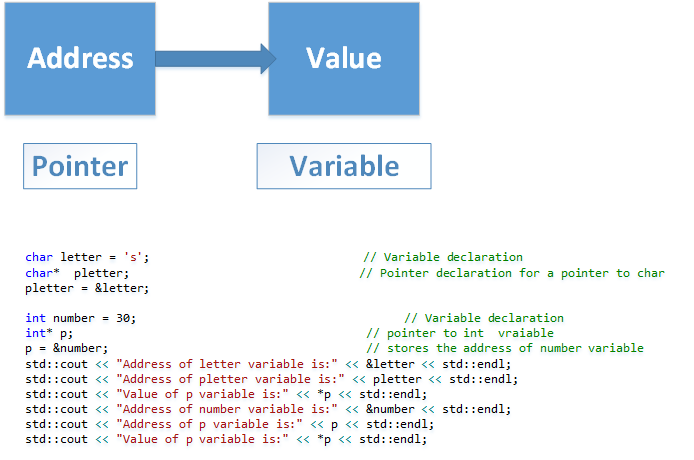 Address Value
Pointer Variable
char letter = 's'; // Variable declaration
char* pletter; // Pointer declaration for a pointer to char
pletter = &letter;
int number = 30; // Variable declaration
int* p; // pointer to int vraiable
p = &number; // stores the address of number variable
std::cout << "Address of letter variable is:" << &letter << std::endl;
std::cout << "Address of pletter variable is:" << pletter << std::endl;
std::cout << "Value of p variable is:" << *p << std::endl;
std::cout << "Address of number variable is:" << &number << std::endl;
std::cout << "Address of p variable is:" << p << std::endl;
std::cout << "Value of p variable is:" << *p << std::endl;